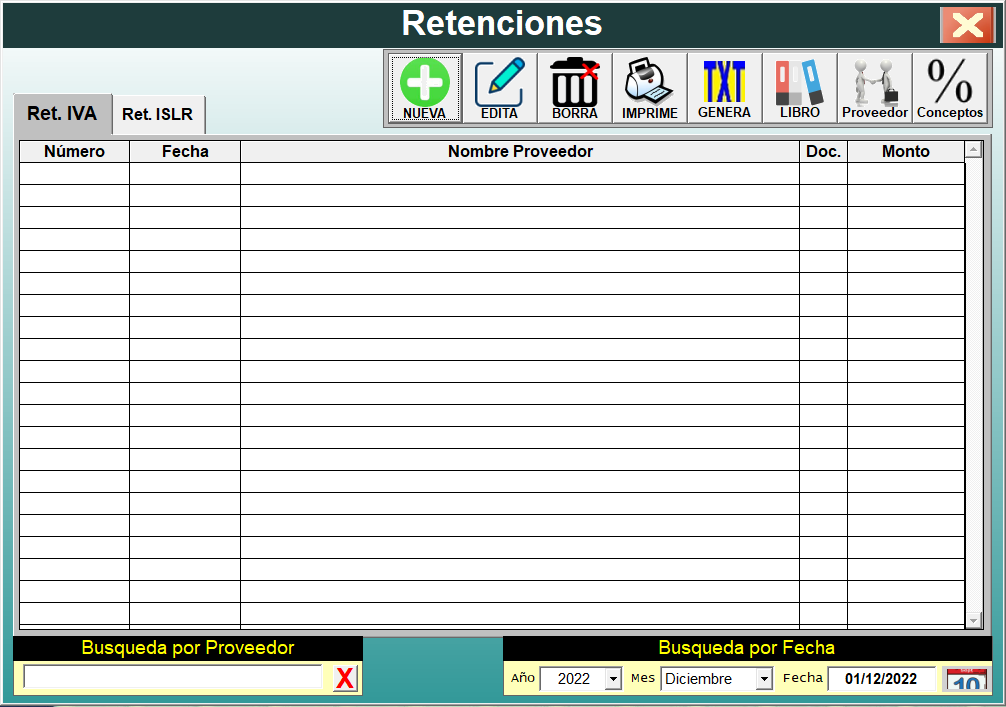 Retenciones
NUEVA EDITA BORRA IMPRIME TXT GENERA LIBRO Proveedor % Conceptos
Ret. IVA Ret. ISLR
Número Fecha Nombre Proveedor Doc. Monto
Busqueda por Proveedor
X
Busqueda por Fecha
Año 2022 Mes Diciembre Fecha 01/12/2022 10